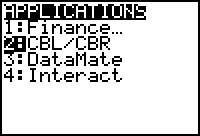 APPLICATIONS
1:Finance…
2:CBL/CBR
3:DataMate
4:Interact